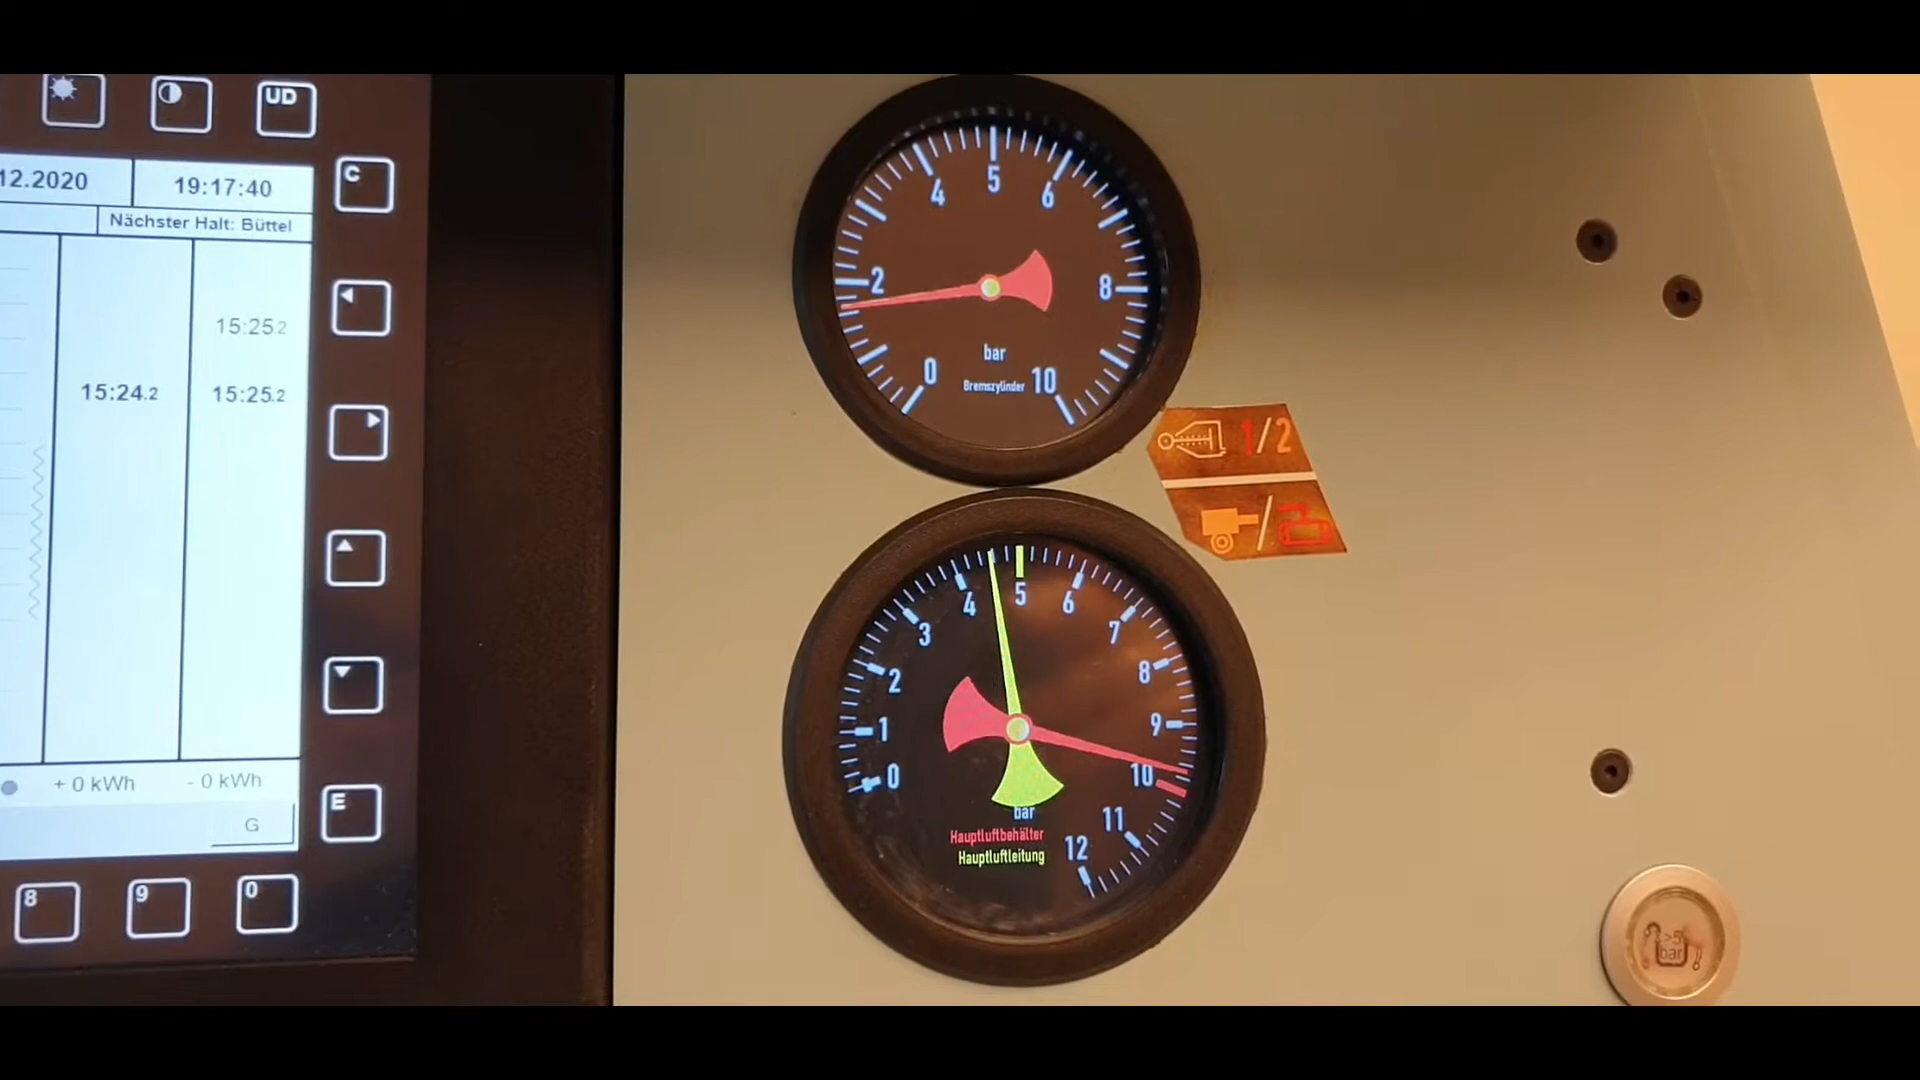 UD
C
12.2020
19:17:40
Nächster Halt: Büttel
15:25.2
15:24.2
15:25.2
+ 0 kWh
- 0 kWh
G
E
8
9
0
0
2
4
5
6
8
10
bar
Bremszylinder
1/2
0
1
2
3
4
5
6
7
8
9
10
11
12
bar
Hauptluftbehälter
Hauptluftleitung
>5
bar